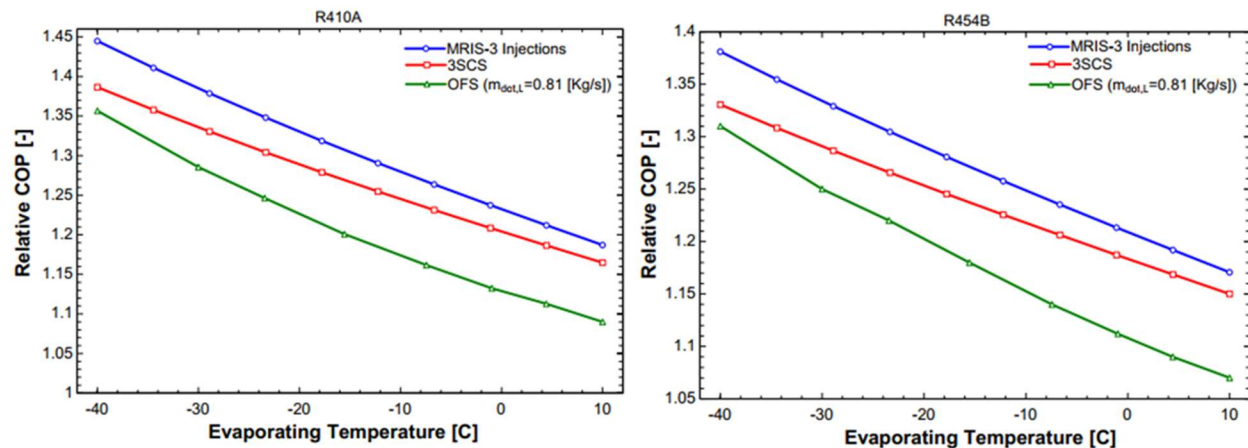 R410A
1.45
1.4
1.35
1.3
1.25
1.2
1.15
1.1
1.05
1
Relative COP [-]
MRIS-3 Injections
3SCS
OFS (mdot,L=0.81 [Kg/s])
-40 -30 -20 -10 0 10
Evaporating Temperature [C]
R454B
1.4
1.35
1.3
1.25
1.2
1.15
1.1
1.05
Relative COP [-]
MRIS-3 Injections
3SCS
OFS (mdot,L=0.81 [Kg/s])
-40 -30 -20 -10 0 10
Evaporating Temperature [C]